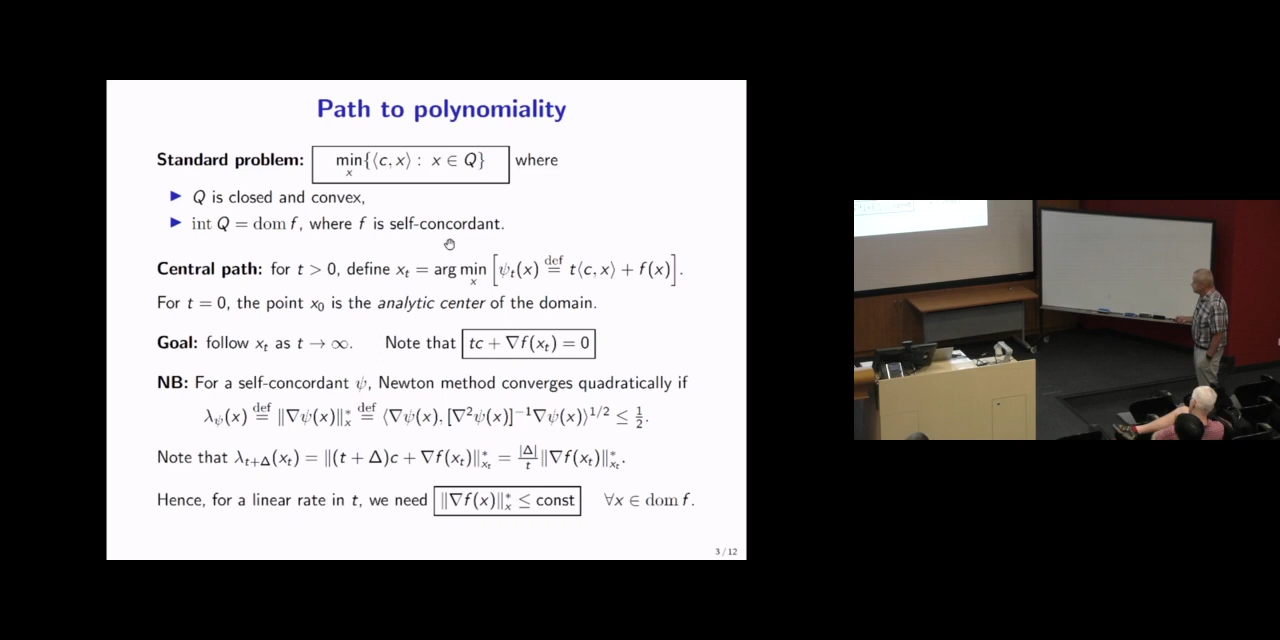 Path to polynomiality
Standard problem: min_x {⟨c, x⟩ : x ∈ Q} where
▶ Q is closed and convex,
▶ int Q = dom f, where f is self-concordant.
Central path: for t > 0, define x_t = arg min_x [ψ_t(x) def= t⟨c, x⟩ + f(x)].
For t = 0, the point x_0 is the analytic center of the domain.
Goal: follow x_t as t → ∞. Note that tc + ∇f(x_t) = 0
NB: For a self-concordant ψ, Newton method converges quadratically if
λ_ψ(x) def= ‖∇ψ(x)‖*_x def= ⟨∇ψ(x), [∇²ψ(x)]⁻¹∇ψ(x)⟩^{1/2} ≤ 1/2.
Note that λ_{t+Δ}(x_t) = ‖(t + Δ)c + ∇f(x_t)‖*_{x_t} = |Δ|/t ‖∇f(x_t)‖*_{x_t}.
Hence, for a linear rate in t, we need ‖∇f(x)‖*_x ≤ const ∀x ∈ dom f.
3 / 12